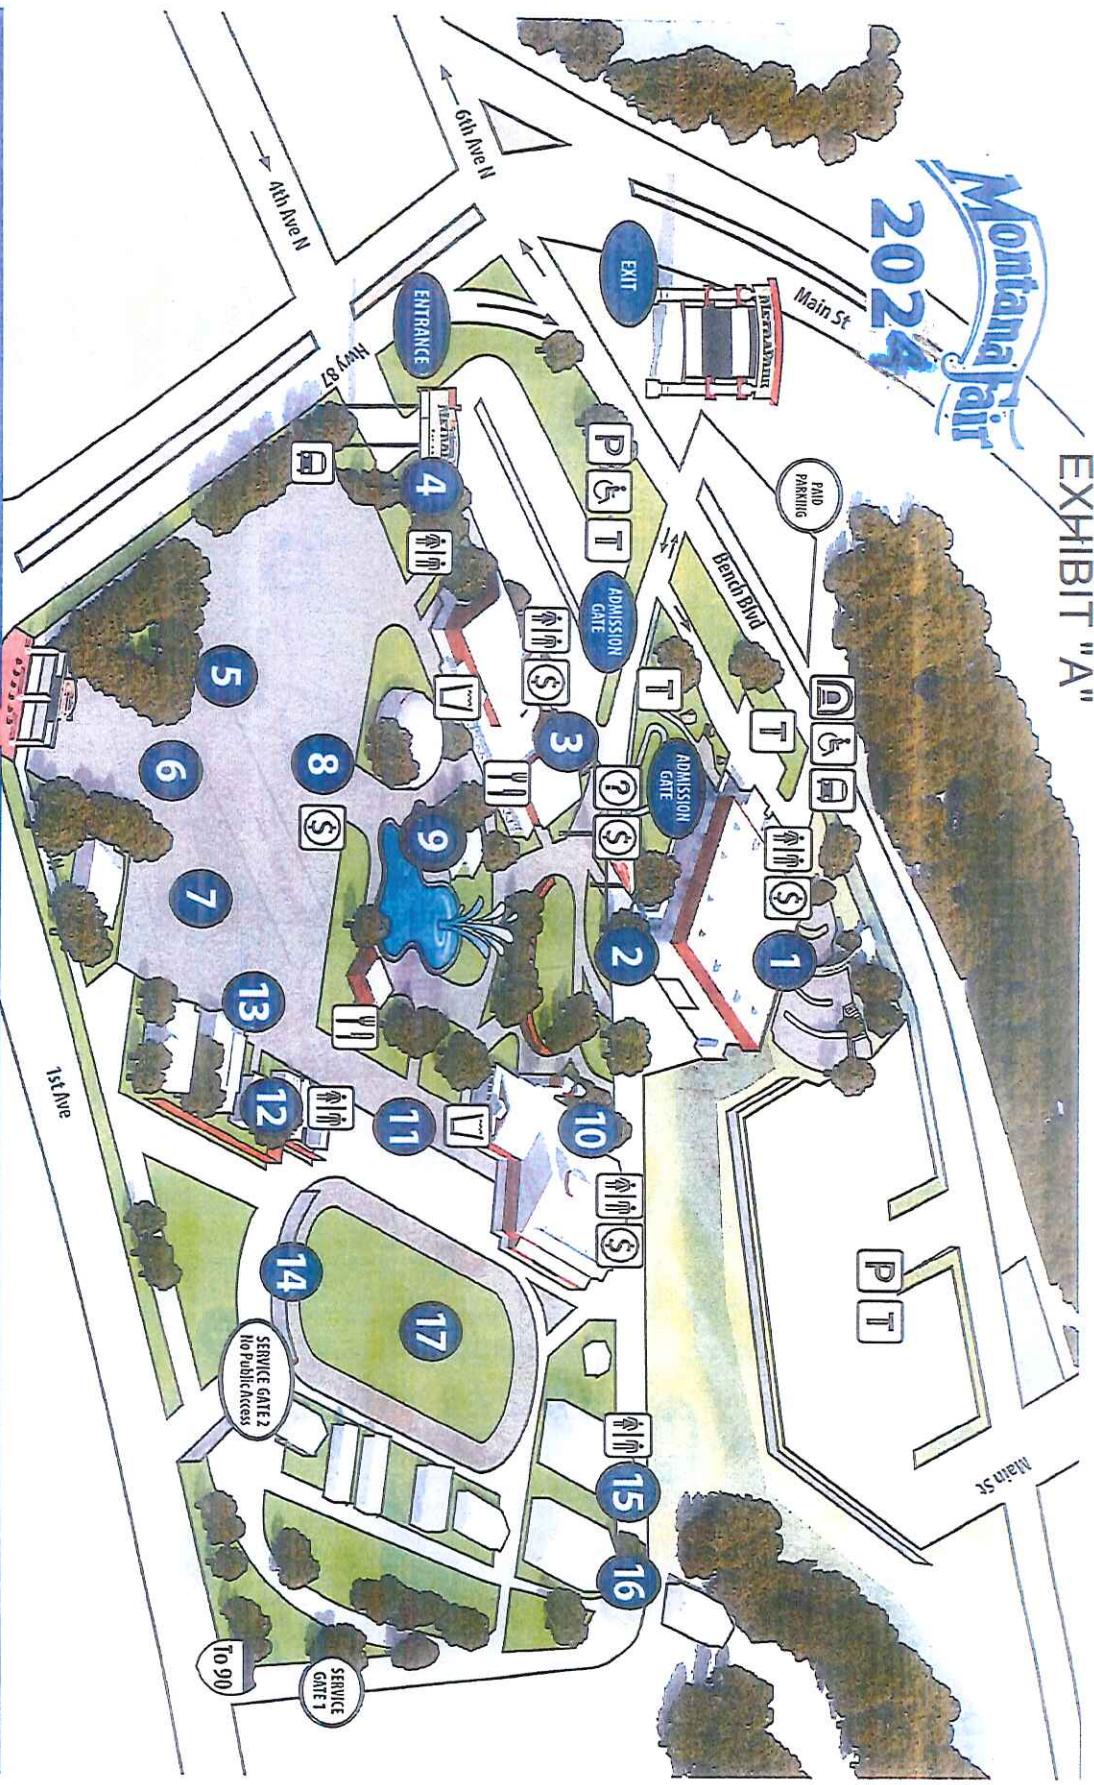 EXHIBIT "A"
MontanaFair
2024
Main St
6th Ave N
4th Ave N
Hwy 87
EXIT
METRAPARK
ENTRANCE
PAID
PARKING
Bench Blvd
P
T
ADMISSION
GATE
T
T
ADMISSION
GATE
?
$
$
$
$
$
1
2
3
4
5
6
7
8
9
10
11
12
13
14
15
16
17
P
T
Main St
1st Ave
SERVICE GATE 2
No Public Access
SERVICE
GATE 1
To 90